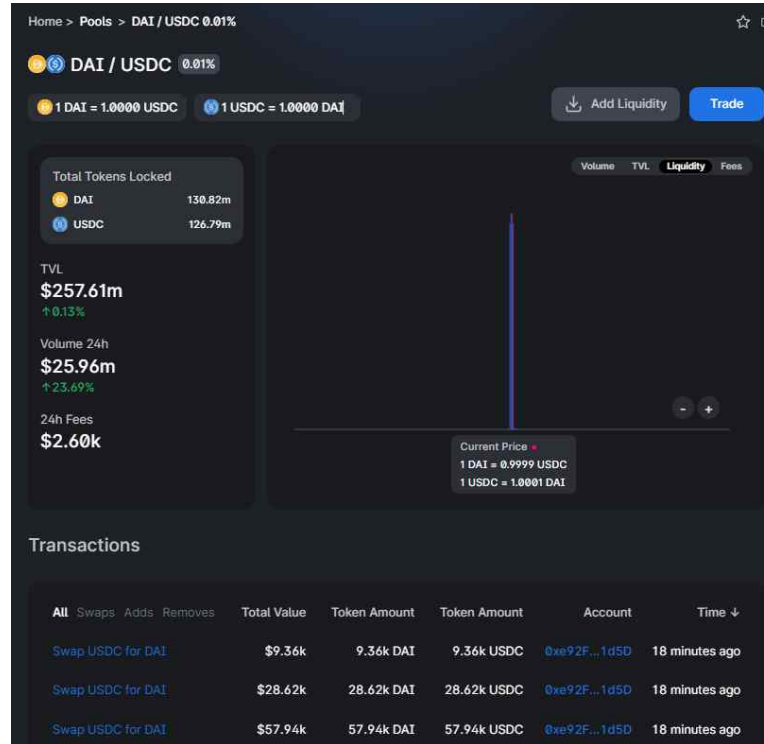 Home > Pools > DAI / USDC 0.01%
DAI / USDC 0.01%
1 DAI = 1.0000 USDC 1 USDC = 1.0000 DAI
Add Liquidity Trade
Total Tokens Locked
DAI 130.82m
USDC 126.79m
TVL
$257.61m
↑0.13%
Volume 24h
$25.96m
↑23.69%
24h Fees
$2.60k
Volume TVL Liquidity Fees
- +
Current Price
1 DAI = 0.9999 USDC
1 USDC = 1.0001 DAI
Transactions
All Swaps Adds Removes Total Value Token Amount Token Amount Account Time ↓
Swap USDC for DAI $9.36k 9.36k DAI 9.36k USDC 0xe92F...1d5D 18 minutes ago
Swap USDC for DAI $28.62k 28.62k DAI 28.62k USDC 0xe92F...1d5D 18 minutes ago
Swap USDC for DAI $57.94k 57.94k DAI 57.94k USDC 0xe92F...1d5D 18 minutes ago